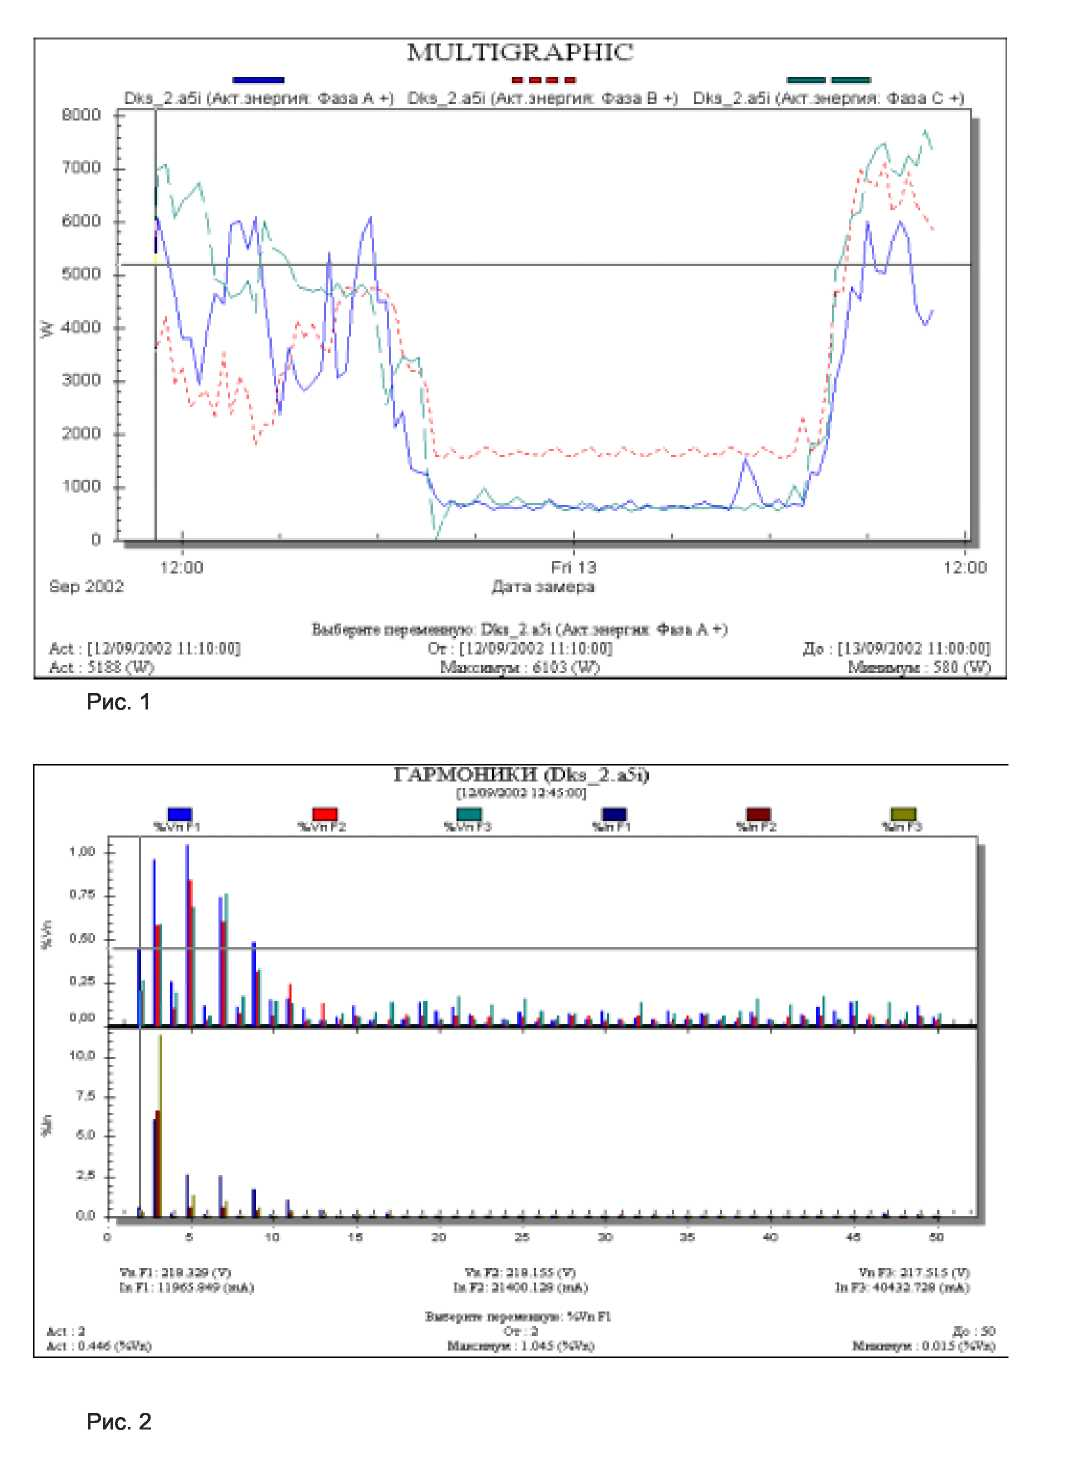 MULTIGRAPHIC
Dks_2.a5i (Акт.энергия: Фаза A +) Dks_2.a5i (Акт.энергия: Фаза B +) Dks_2.a5i (Акт.энергия: Фаза C +)
8000
7000
6000
5000
W
4000
3000
2000
1000
0
12:00 Fri 13 12:00
Sep 2002 Дата замера
Выберите переменную: Dks_2.a5i (Акт.энергия: Фаза A +)
Act : [12/09/2002 11:10:00] От : [12/09/2002 11:10:00] До : [13/09/2002 11:00:00]
Act : 5188 (W) Максимум : 6103 (W) Минимум : 580 (W)
Рис. 1
ГАРМОНИКИ (Dks_2.a5i)
[12/09/2002 12:45:00]
%Vn F1 %Vn F2 %Vn F3 %In F1 %In F2 %In F3
1,00
0,75
%Vn
0,50
0,25
0,00
10,0
7,5
%In
5,0
2,5
0,0
0 5 10 15 20 25 30 35 40 45 50
Vn F1: 218.329 (V) Vn F2: 218.155 (V) Vn F3: 217.515 (V)
In F1: 11965.849 (mA) In F2: 21400.128 (mA) In F3: 40432.728 (mA)
Выберите переменную: %Vn F1
Act : 2 От : 2 До : 50
Act : 0.446 (%Vn) Максимум : 1.045 (%Vn) Минимум : 0.015 (%Vn)
Рис. 2